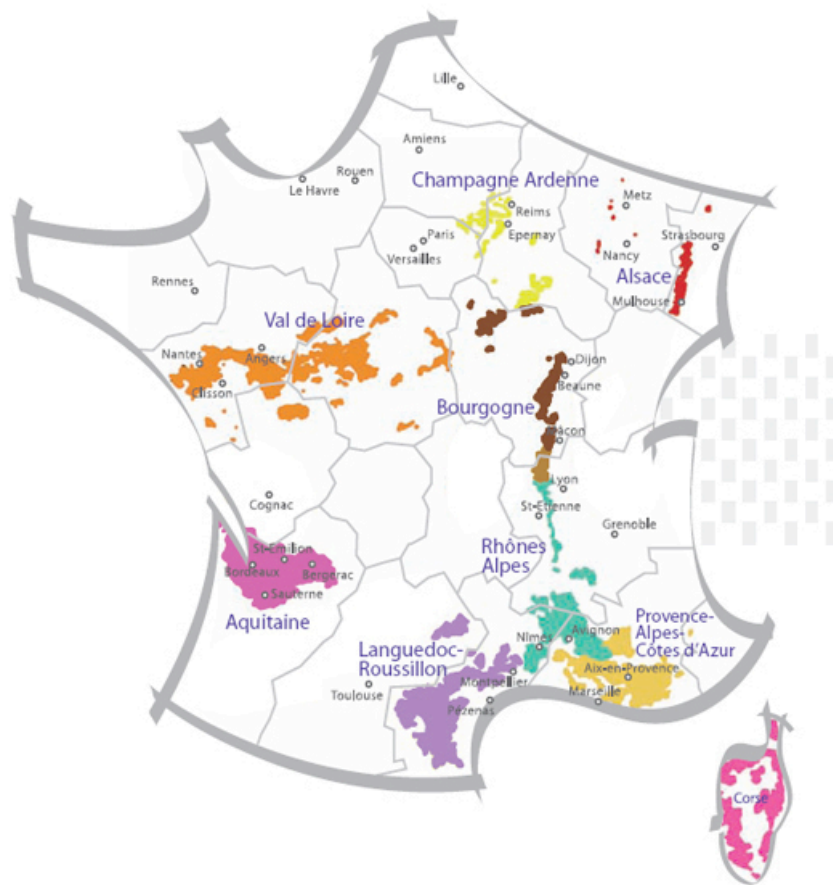 Lille
Amiens
Rouen
Le Havre
Champagne Ardenne
Reims
Metz
Paris
Epernay
Strasbourg
Versailles
Nancy
Alsace
Rennes
Mulhouse
Val de Loire
Nantes
Angers
Dijon
Clisson
Beaune
Bourgogne
Mâcon
Cognac
Lyon
St-Etienne
Grenoble
St-Emilion
Rhônes
Alpes
Bordeaux
Bergerac
Sauterne
Aquitaine
Provence-
Alpes-
Côtes d'Azur
Nîmes
Avignon
Languedoc-
Roussillon
Aix-en-Provence
Montpellier
Toulouse
Marseille
Pézenas
Corse